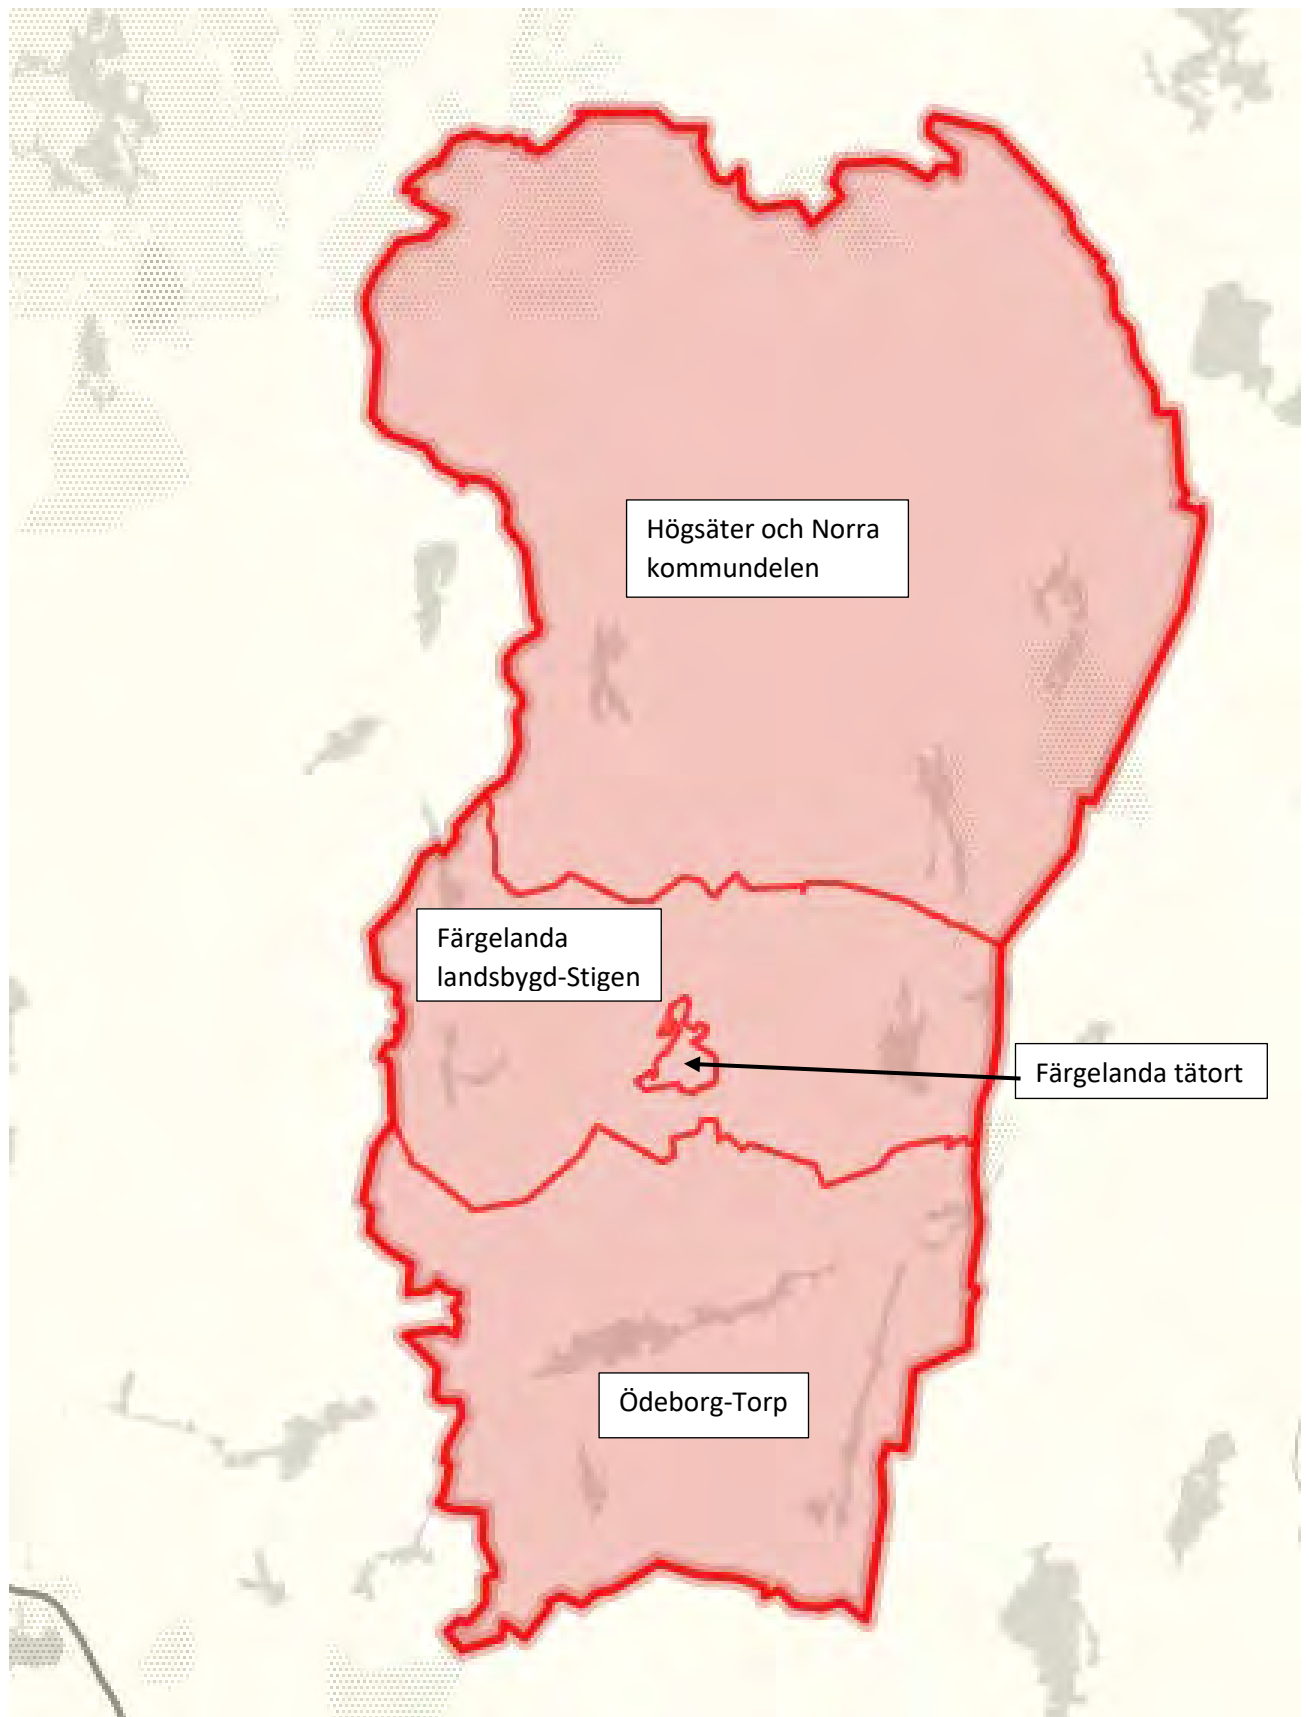 Högsäter och Norra
kommundelen
Färgelanda
landsbygd-Stigen
Färgelanda tätort
Ödeborg-Torp